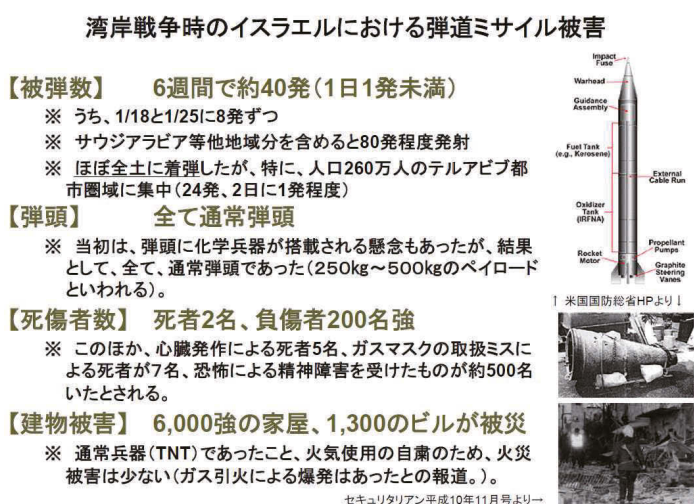 湾岸戦争時のイスラエルにおける弾道ミサイル被害
【被弾数】 6週間で約40発(1日1発未満)
※ うち、1/18と1/25に8発ずつ
※ サウジアラビア等他地域分を含めると80発程度発射
※ ほぼ全土に着弾したが、特に、人口260万人のテルアビブ都
市圏域に集中(24発、2日に1発程度)
【弾頭】 全て通常弾頭
※ 当初は、弾頭に化学兵器が搭載される懸念もあったが、結果
として、全て、通常弾頭であった(250kg～500kgのペイロード
といわれる)。
【死傷者数】 死者2名、負傷者200名強
※ このほか、心臓発作による死者5名、ガスマスクの取扱ミスに
よる死者が7名、恐怖による精神障害を受けたものが約500名
いたとされる。
【建物被害】 6,000強の家屋、1,300のビルが被災
※ 通常兵器(TNT)であったこと、火気使用の自粛のため、火災
被害は少ない(ガス引火による爆発はあったとの報道。)。
セキュリタリアン平成10年11月号より→
Impact
Fuse
Warhead
Guidance
Assembly
Fuel Tank
(e.g., Kerosene)
External
Cable Run
Oxidizer
Tank
(IRFNA)
Propellant
Pumps
Rocket
Motor
Graphite
Steering
Vanes
↑ 米国国防総省HPより ↓